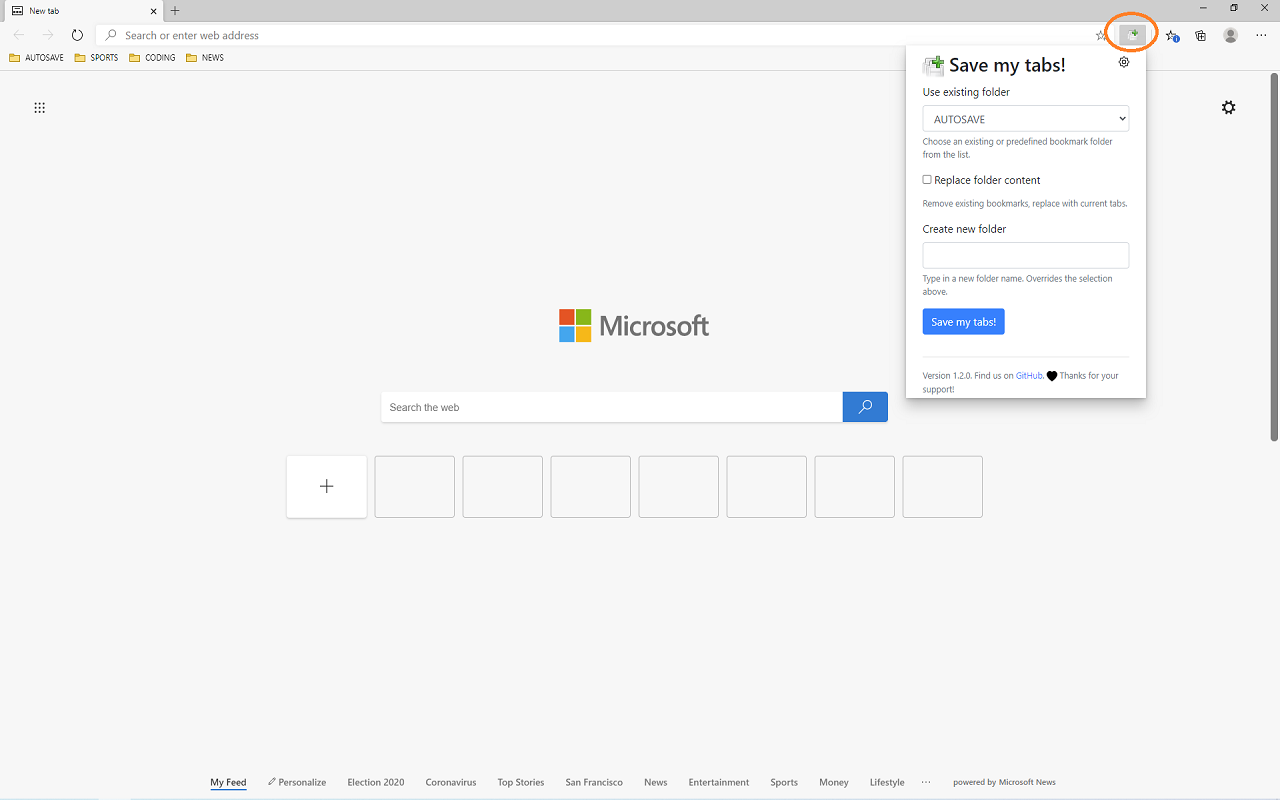 New tab
Search or enter web address
AUTOSAVE SPORTS CODING NEWS
Save my tabs!
Use existing folder
AUTOSAVE
Choose an existing or predefined bookmark folder
from the list.
Replace folder content
Remove existing bookmarks, replace with current tabs.
Create new folder
Type in a new folder name. Overrides the selection
above.
Save my tabs!
Version 1.2.0. Find us on GitHub. Thanks for your
support!
Microsoft
Search the web
My Feed Personalize Election 2020 Coronavirus Top Stories San Francisco News Entertainment Sports Money Lifestyle ... powered by Microsoft News